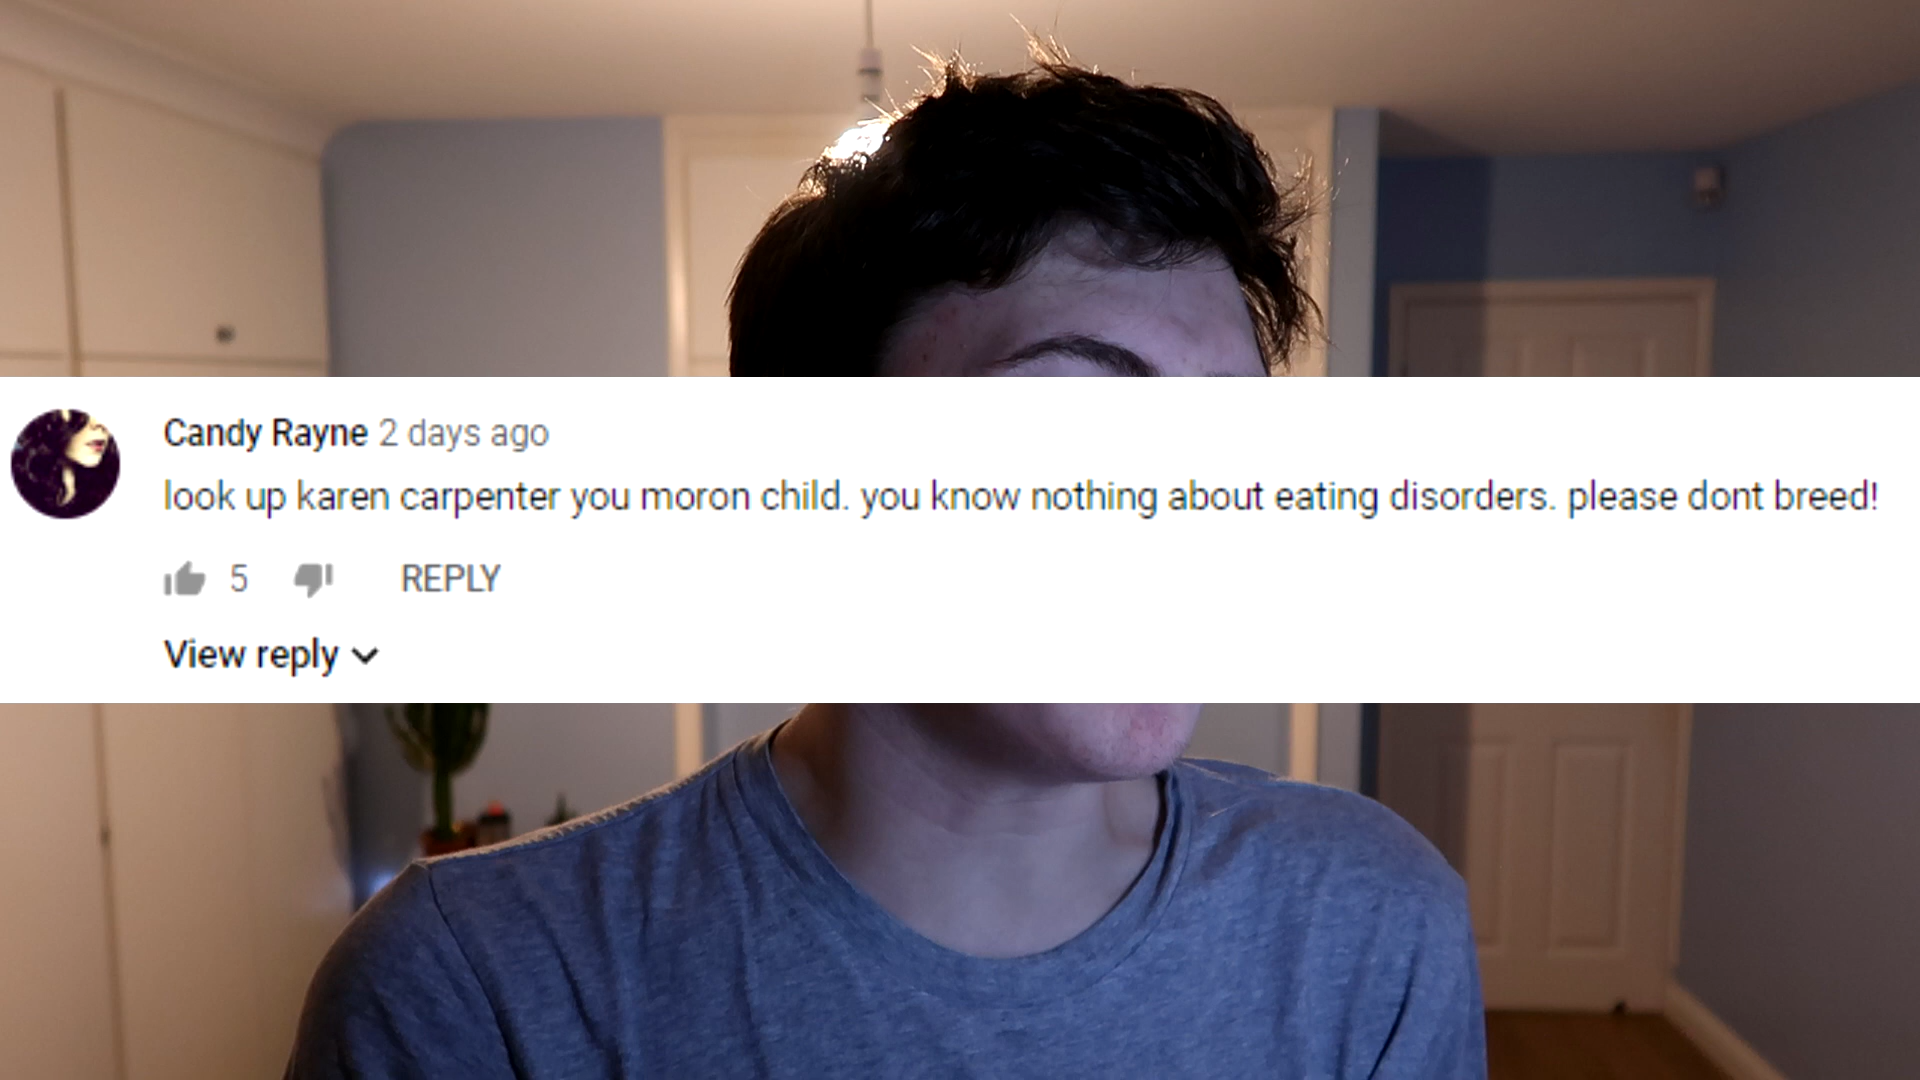 Candy Rayne 2 days ago
look up karen carpenter you moron child. you know nothing about eating disorders. please dont breed!
5 REPLY
View reply